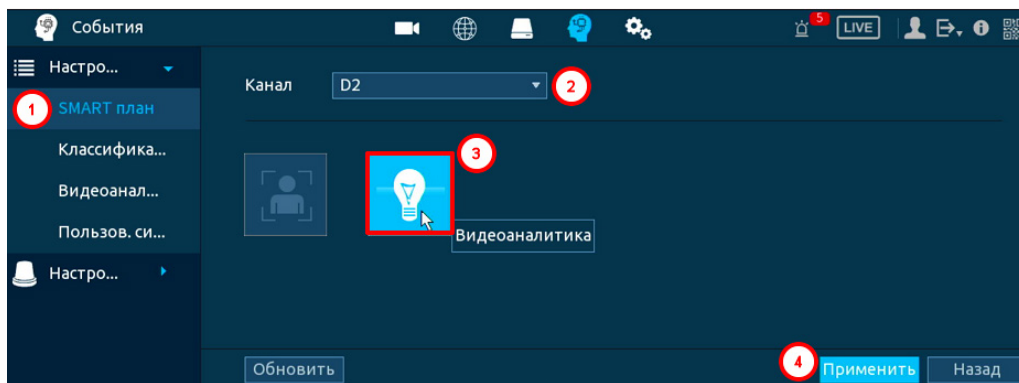 События
5
LIVE
Настро...
1
SMART план
Классифика...
Видеоанал...
Пользов. си...
Настро...
Канал
D2
2
3
Видеоаналитика
Обновить
4
Применить
Назад